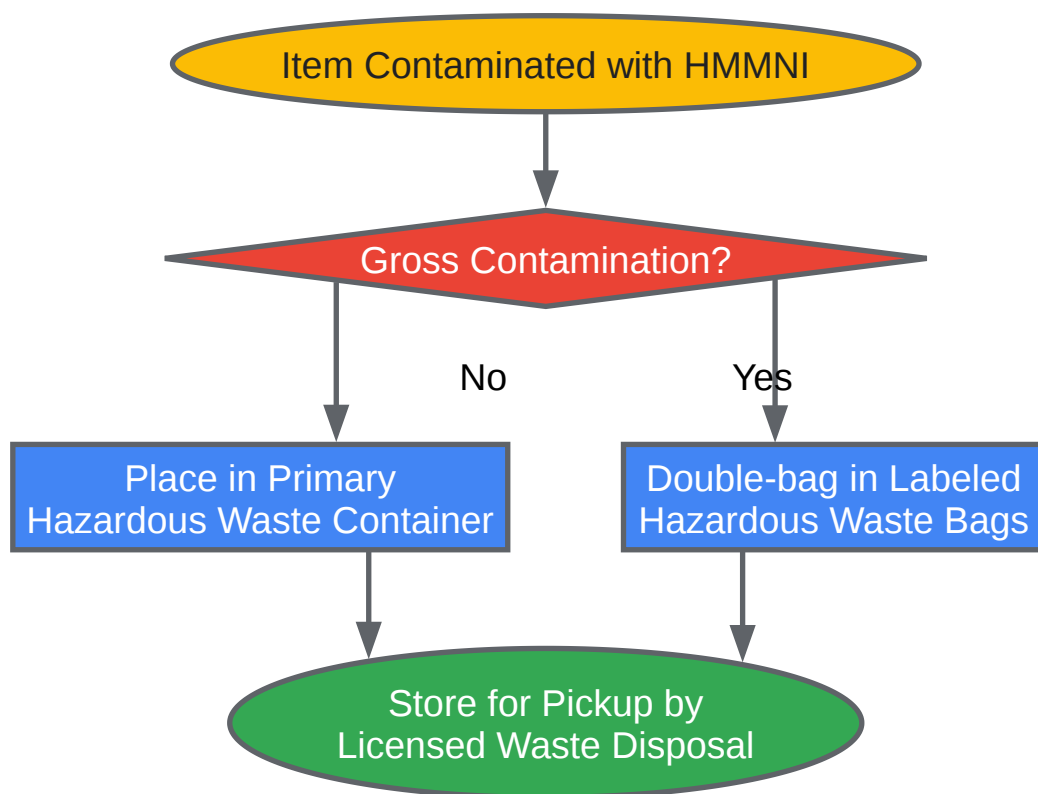 Item Contaminated with HMMNI
Gross Contamination?
No
Yes
Place in Primary
Hazardous Waste Container
Double-bag in Labeled
Hazardous Waste Bags
Store for Pickup by
Licensed Waste Disposal